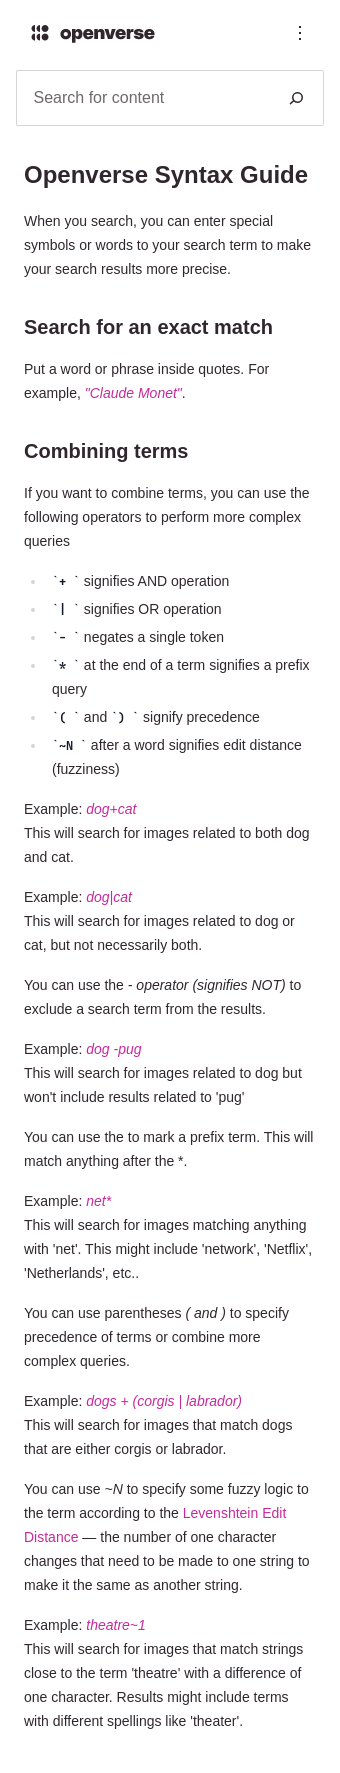 openverse
Search for content
Openverse Syntax Guide
When you search, you can enter special
symbols or words to your search term to make
your search results more precise.
Search for an exact match
Put a word or phrase inside quotes. For
example, "Claude Monet".
Combining terms
If you want to combine terms, you can use the
following operators to perform more complex
queries
`+ ` signifies AND operation
`| ` signifies OR operation
`- ` negates a single token
`* ` at the end of a term signifies a prefix
query
`( ` and `) ` signify precedence
`~N ` after a word signifies edit distance
(fuzziness)
Example: dog+cat
This will search for images related to both dog
and cat.
Example: dog|cat
This will search for images related to dog or
cat, but not necessarily both.
You can use the - operator (signifies NOT) to
exclude a search term from the results.
Example: dog -pug
This will search for images related to dog but
won't include results related to 'pug'
You can use the to mark a prefix term. This will
match anything after the *.
Example: net*
This will search for images matching anything
with 'net'. This might include 'network', 'Netflix',
'Netherlands', etc..
You can use parentheses ( and ) to specify
precedence of terms or combine more
complex queries.
Example: dogs + (corgis | labrador)
This will search for images that match dogs
that are either corgis or labrador.
You can use ~N to specify some fuzzy logic to
the term according to the Levenshtein Edit
Distance — the number of one character
changes that need to be made to one string to
make it the same as another string.
Example: theatre~1
This will search for images that match strings
close to the term 'theatre' with a difference of
one character. Results might include terms
with different spellings like 'theater'.